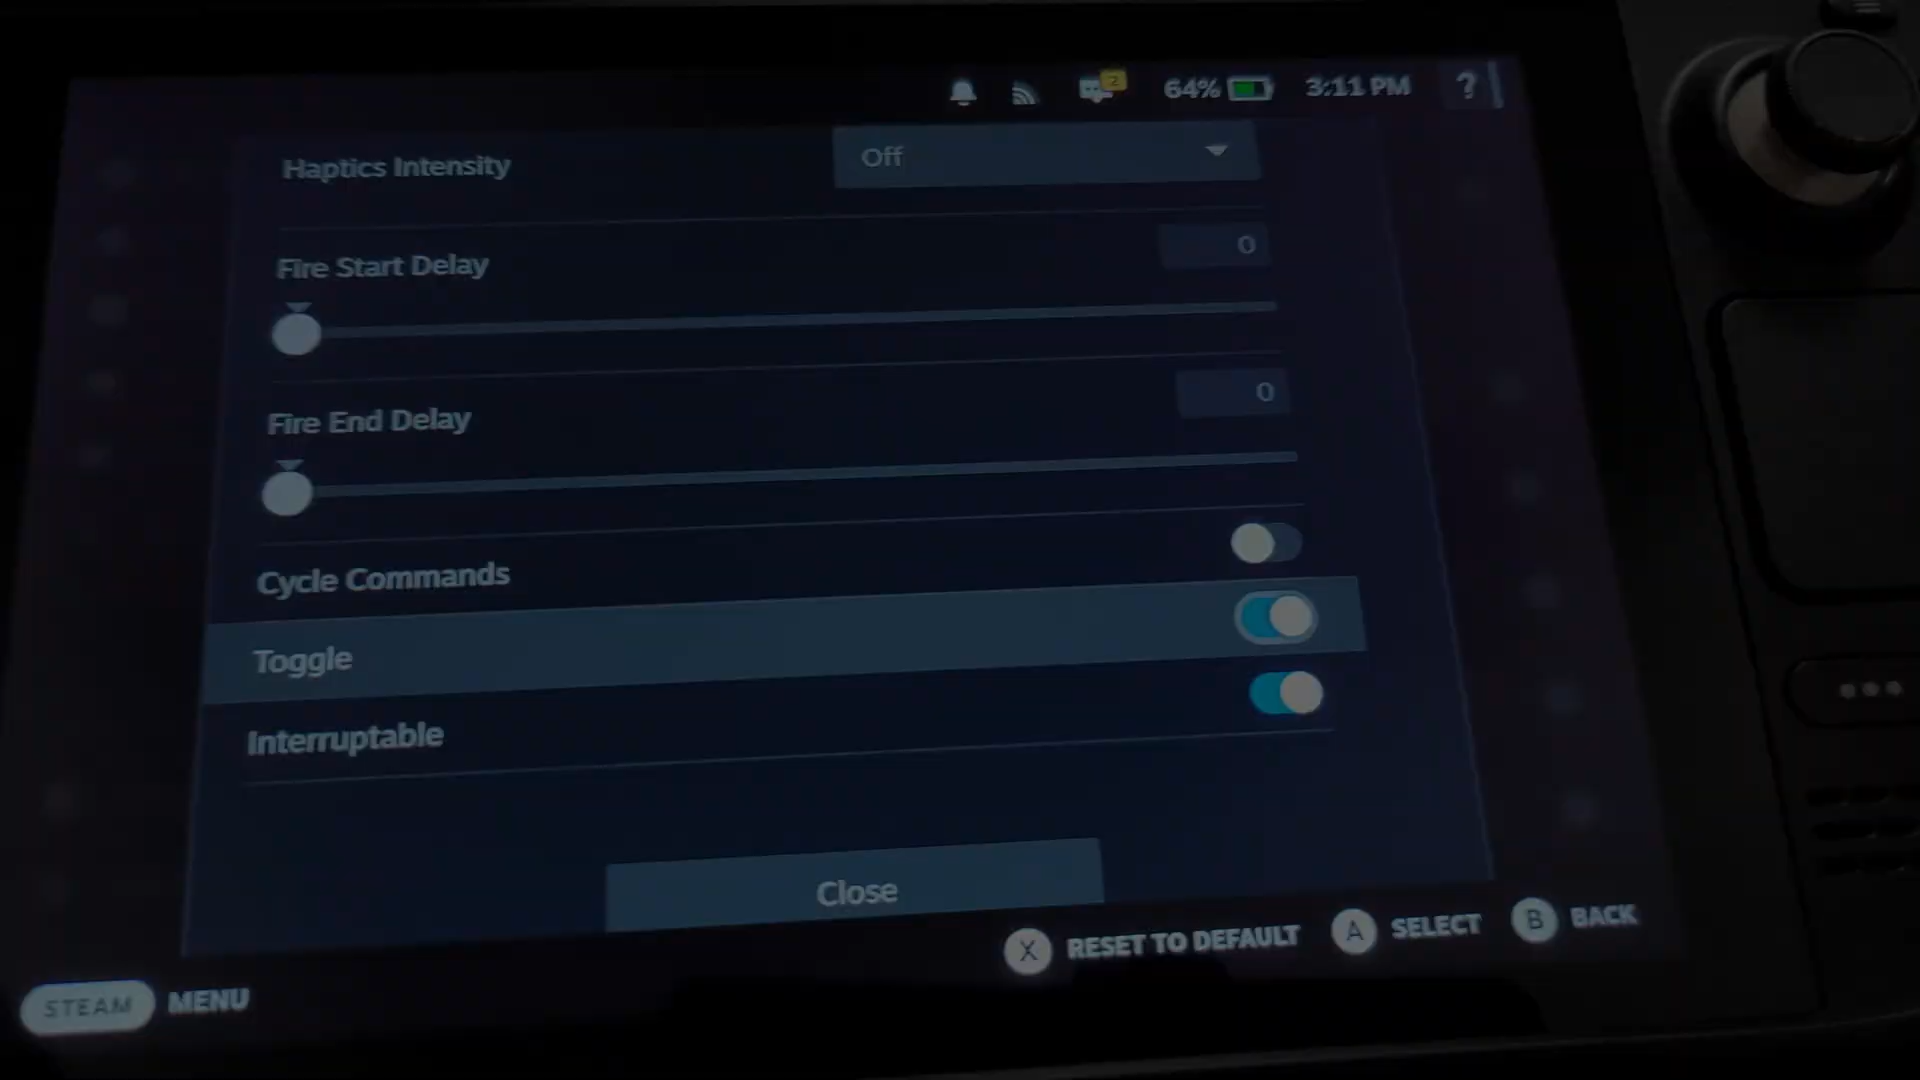 2
64%
3:11 PM
?
Haptics Intensity
Off
Fire Start Delay
0
Fire End Delay
0
Cycle Commands
Toggle
Interruptable
Close
X RESET TO DEFAULT
A SELECT
B BACK
STEAM MENU